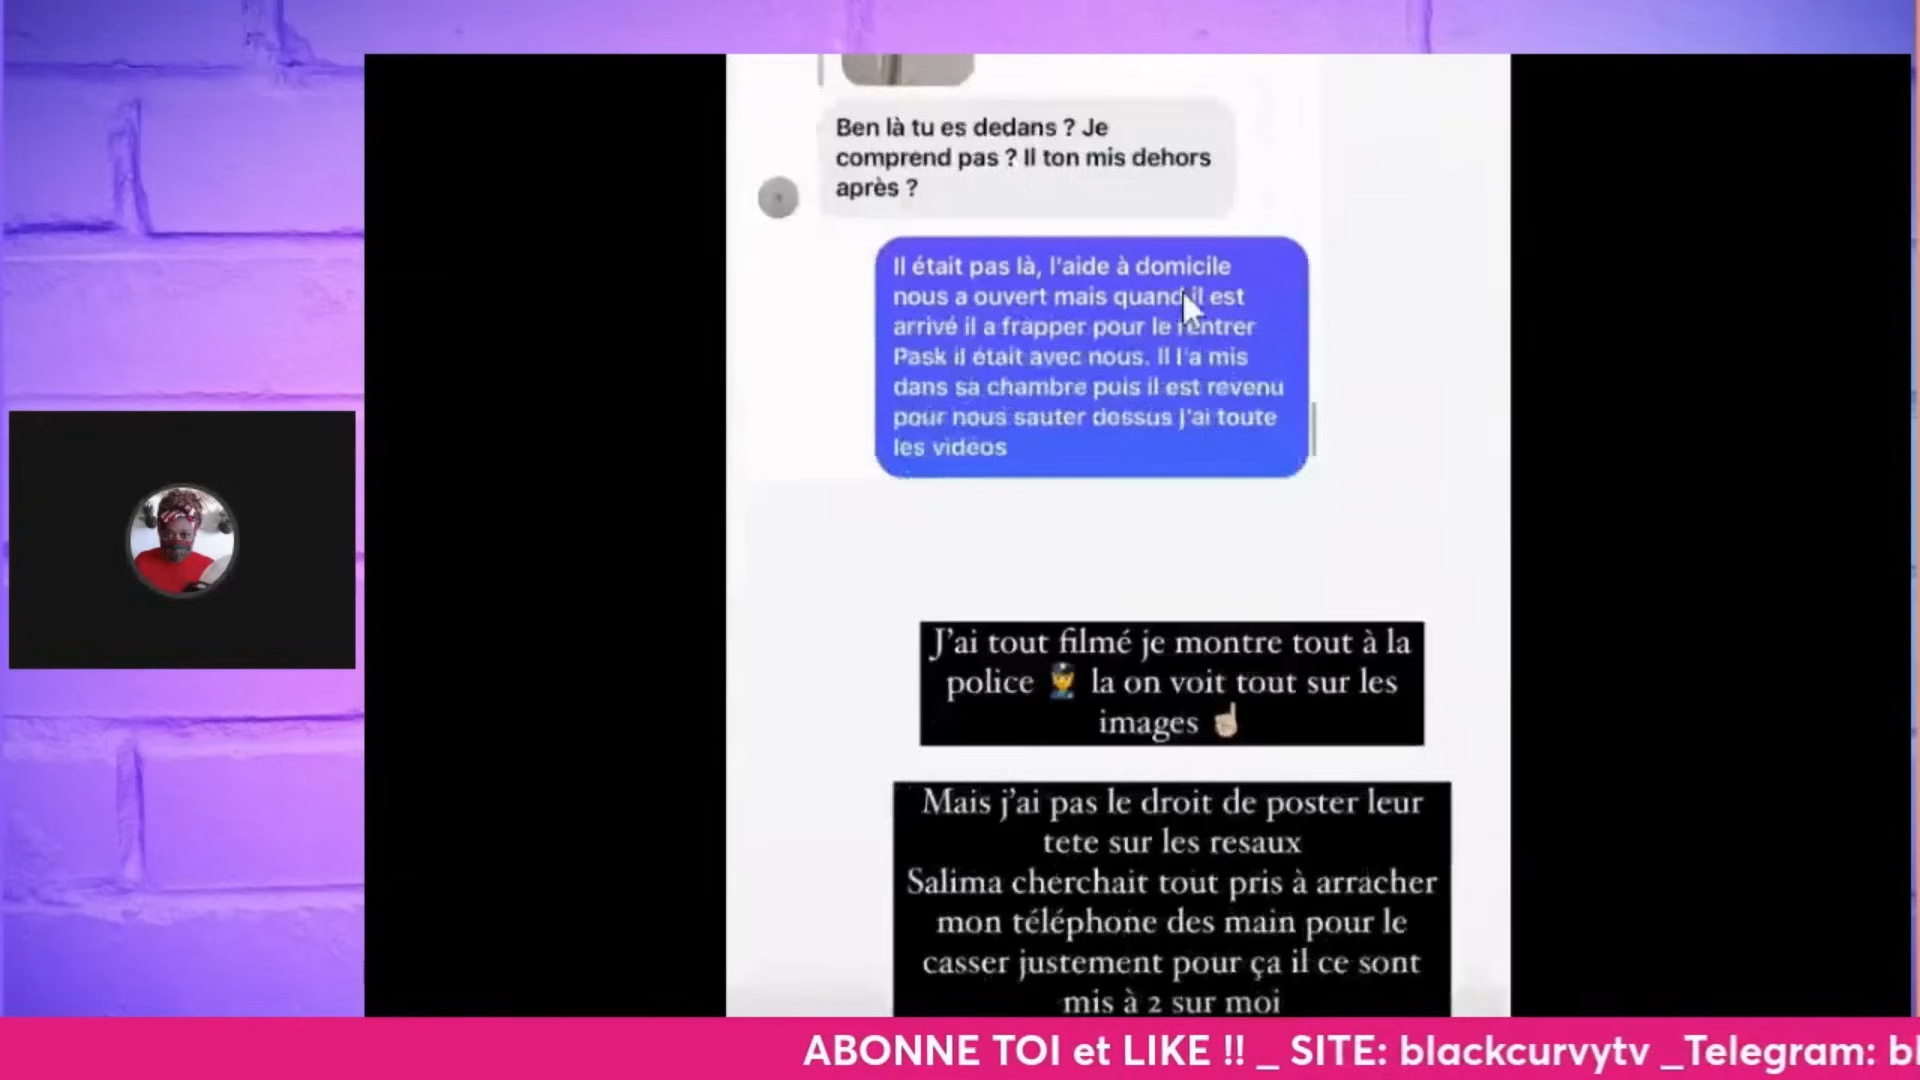 Ben là tu es dedans ? Je
comprend pas ? Il ton mis dehors
après ?
Il était pas là, l'aide à domicile
nous a ouvert mais quand il est
arrivé il a frapper pour le rentrer
Pask il était avec nous. Il l'a mis
dans sa chambre puis il est revenu
pour nous sauter dessus j'ai toute
les vidéos
J'ai tout filmé je montre tout à la
police 👮 la on voit tout sur les
images ☝🏼
Mais j'ai pas le droit de poster leur
tete sur les resaux
Salima cherchait tout pris à arracher
mon téléphone des main pour le
casser justement pour ça il ce sont
mis à 2 sur moi
ABONNE TOI et LIKE !! _ SITE: blackcurvytv _Telegram: bl